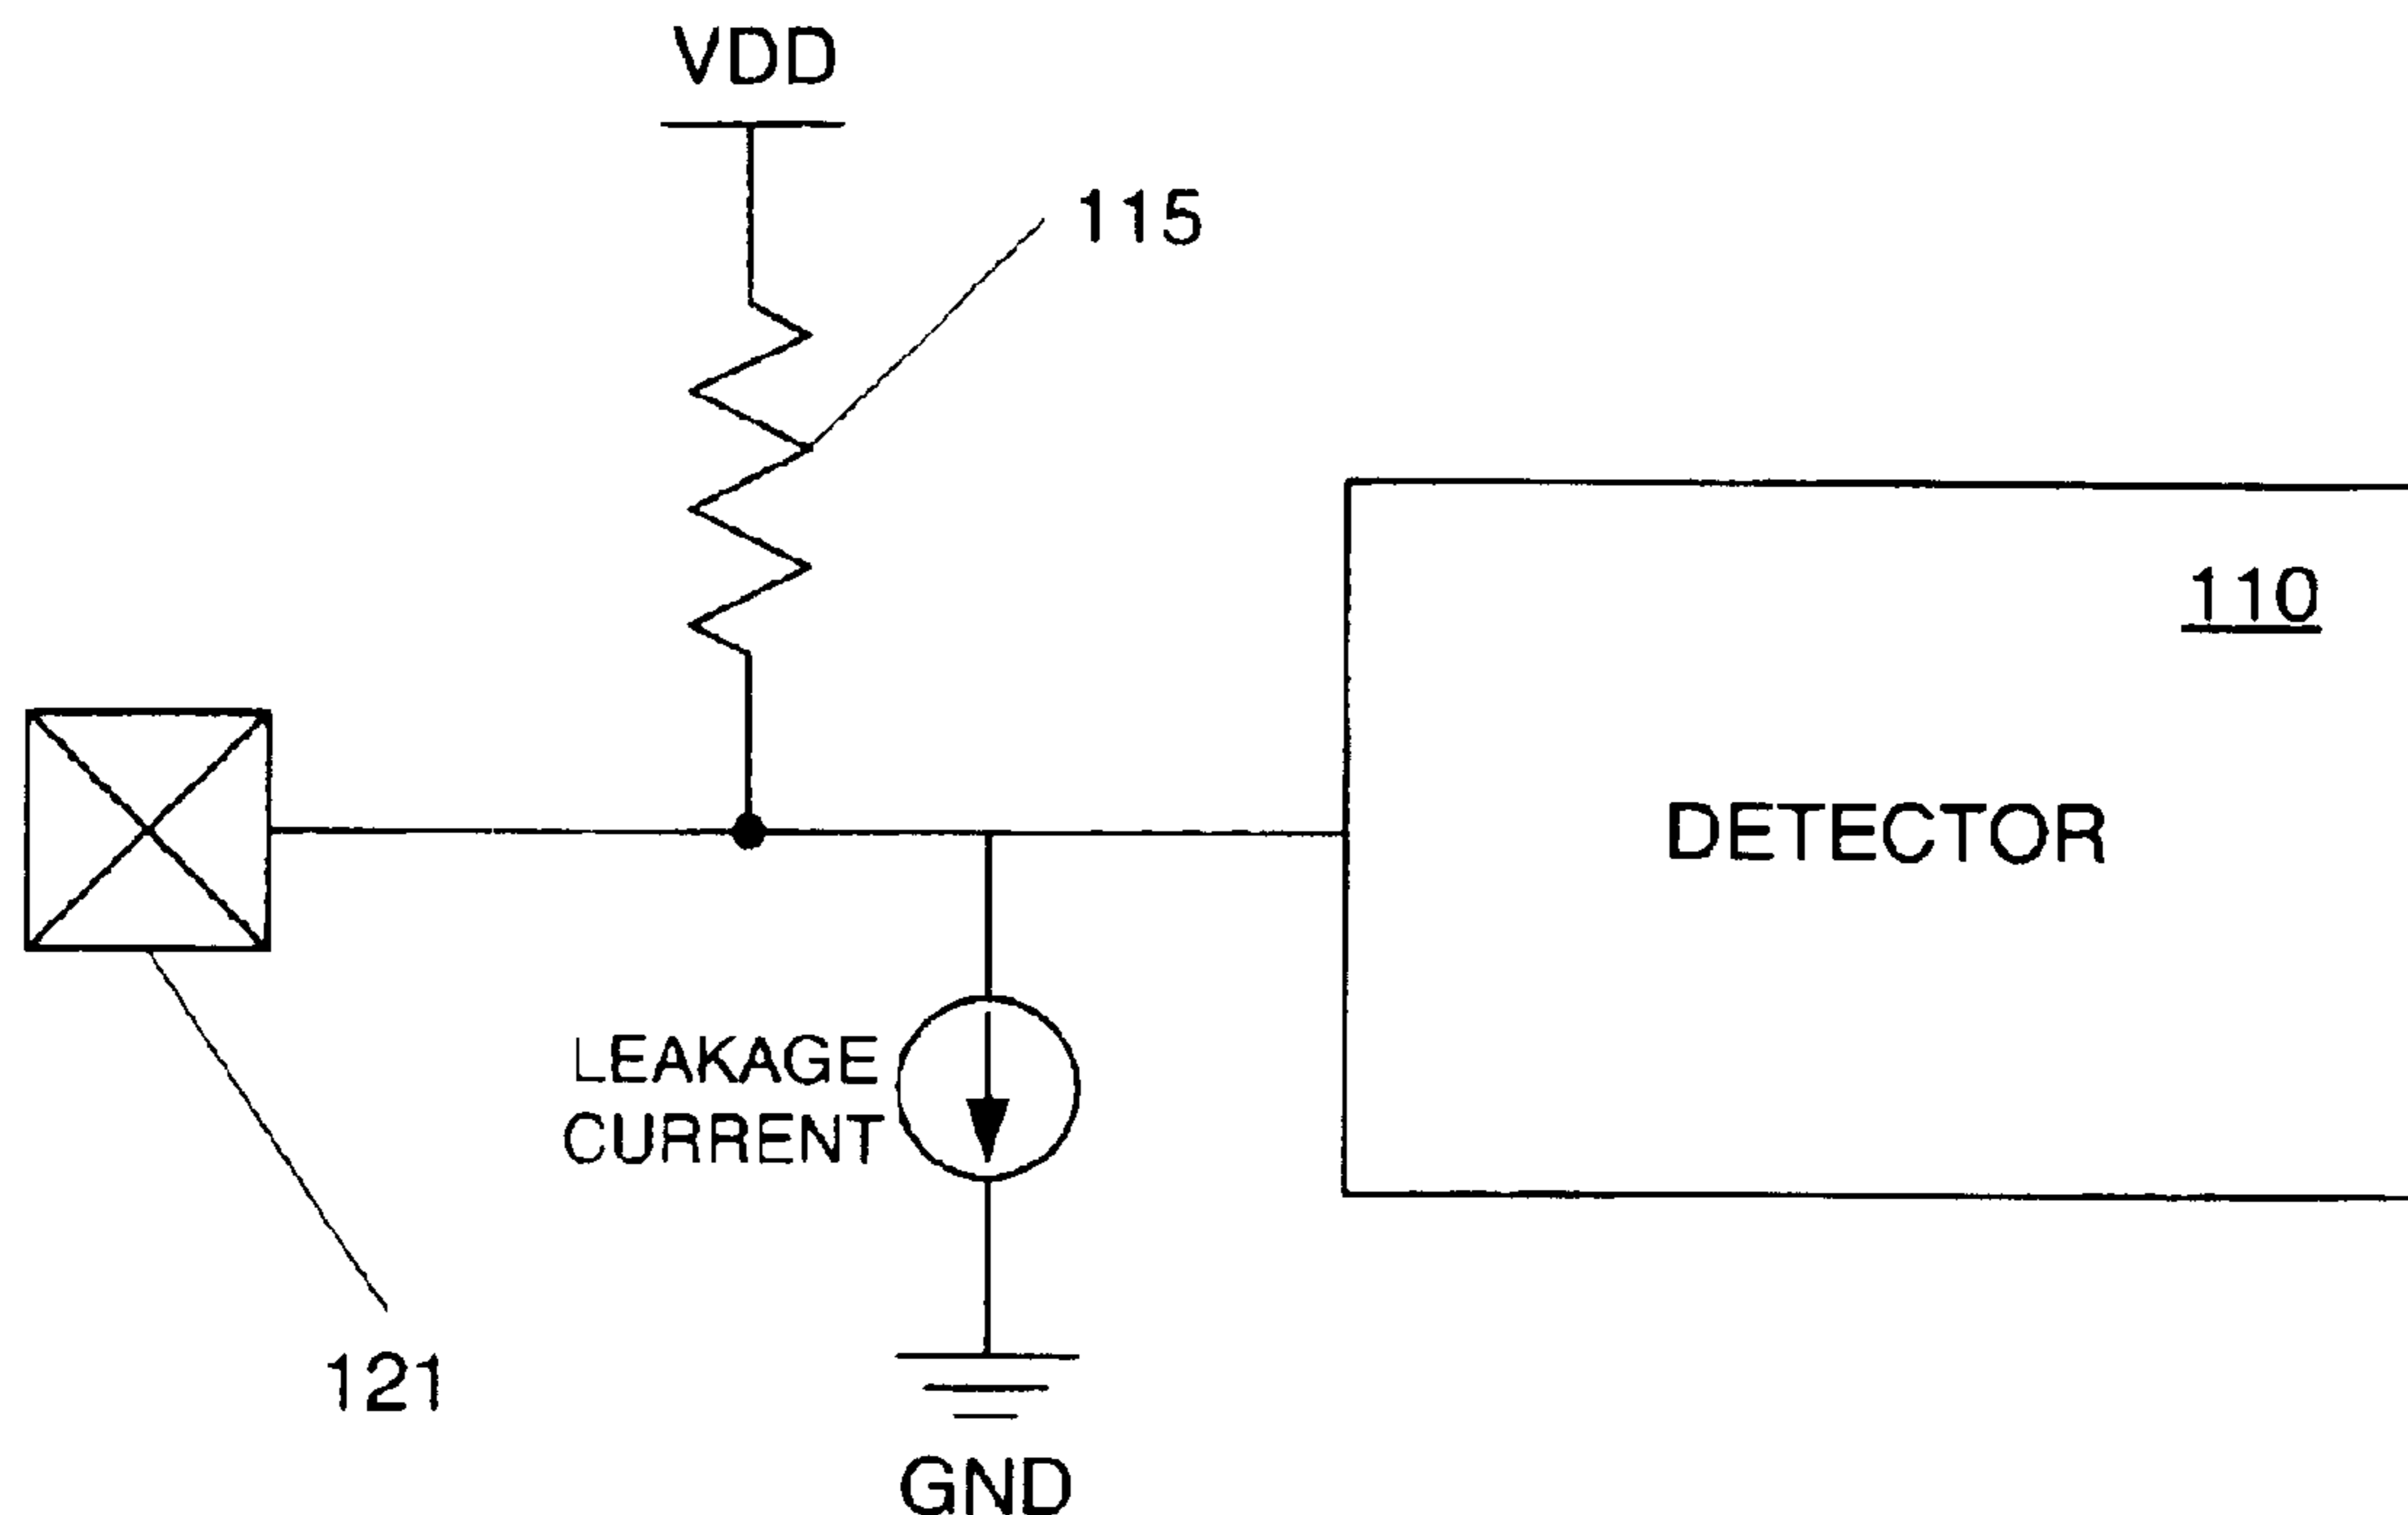 VDD
115
110
DETECTOR
LEAKAGE
CURRENT
121
GND